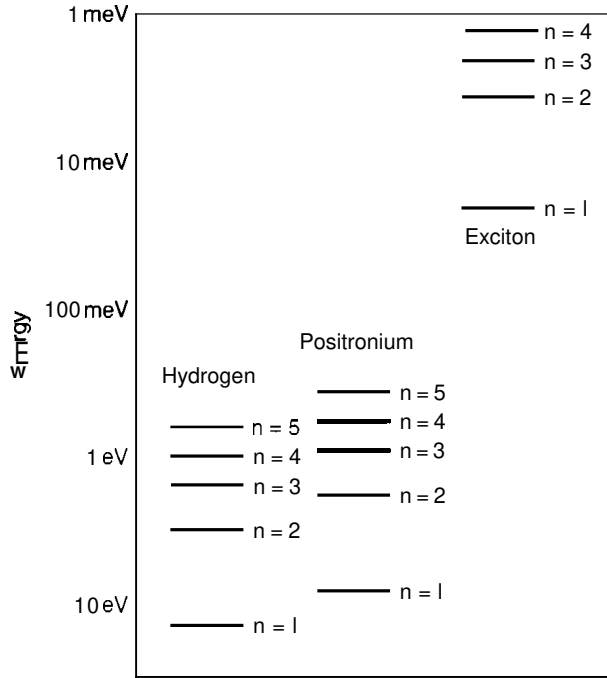 1 meV
n = 4
n = 3
n = 2
10 meV
n = l
Exciton
100 meV
Positronium
Hydrogen
n = 5
n = 4
n = 3
n = 2
n = l
n = 5
n = 4
n = 3
n = 2
n = l
1 eV
10 eV